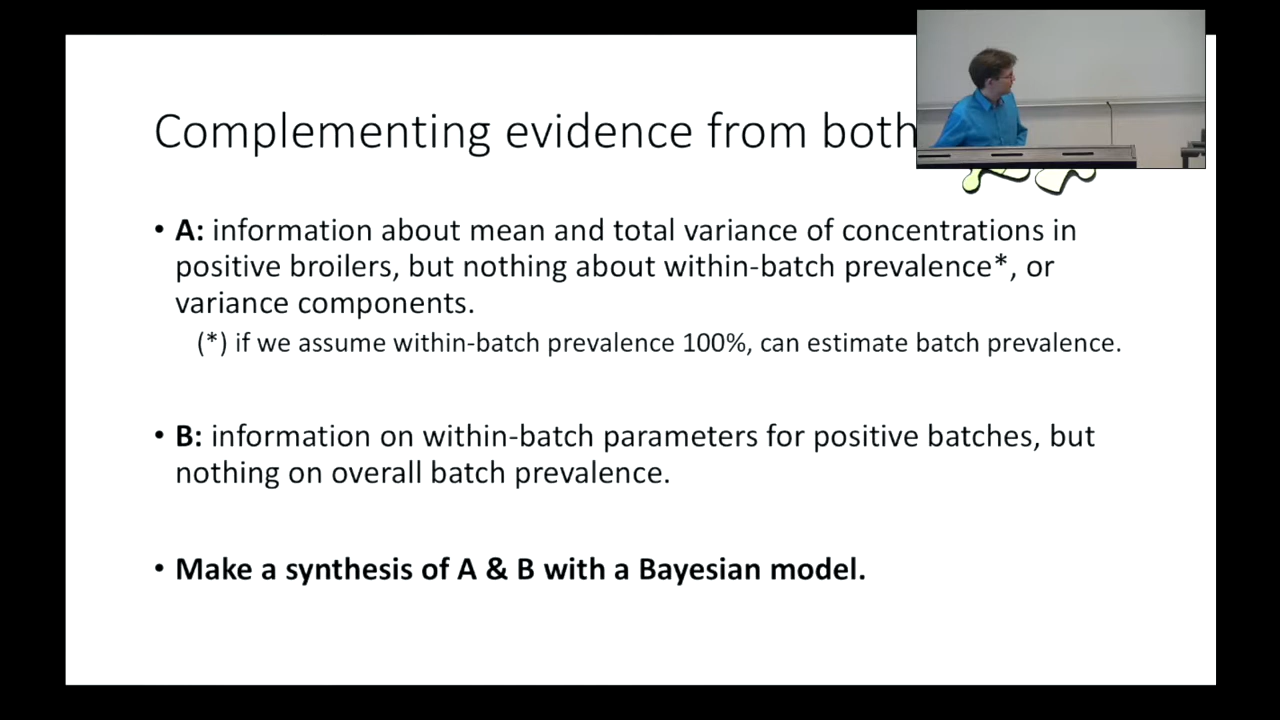 Complementing evidence from both
• A: information about mean and total variance of concentrations in
positive broilers, but nothing about within-batch prevalence*, or
variance components.
(*) if we assume within-batch prevalence 100%, can estimate batch prevalence.
• B: information on within-batch parameters for positive batches, but
nothing on overall batch prevalence.
• Make a synthesis of A & B with a Bayesian model.